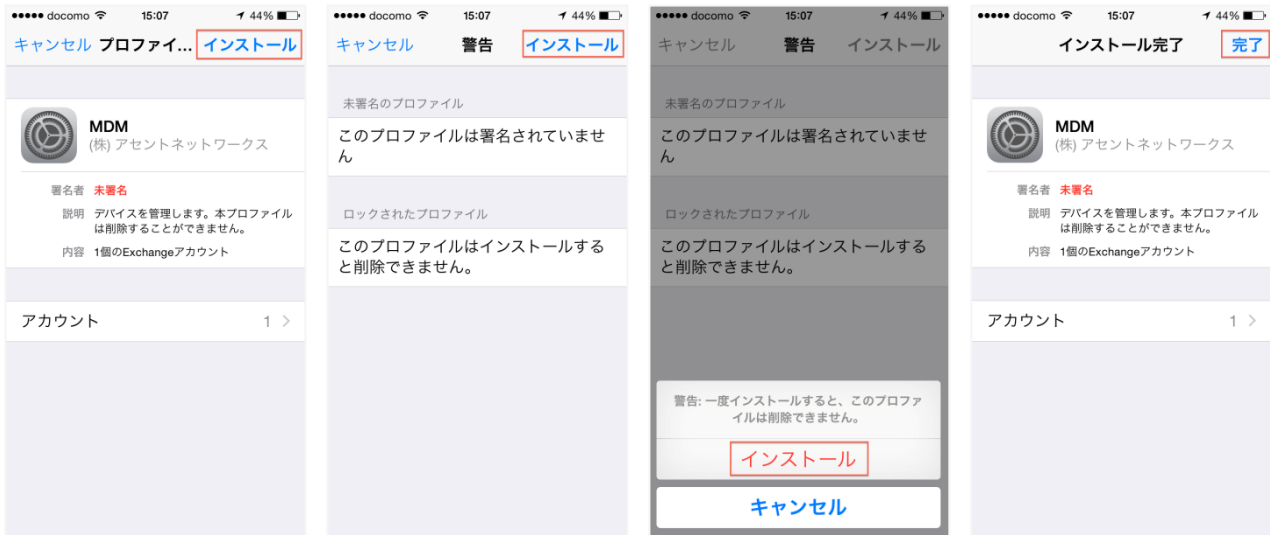 docomo 15:07 44%
キャンセル プロファイ... インストール
MDM
(株) アセントネットワークス
署名者 未署名
説明 デバイスを管理します。本プロファイル
は削除することができません。
内容 1個のExchangeアカウント
アカウント 1
docomo 15:07 44%
キャンセル 警告 インストール
未署名のプロファイル
このプロファイルは署名されていませ
ん
ロックされたプロファイル
このプロファイルはインストールする
と削除できません。
docomo 15:07 44%
キャンセル 警告 インストール
未署名のプロファイル
このプロファイルは署名されていませ
ん
ロックされたプロファイル
このプロファイルはインストールする
と削除できません。
警告: 一度インストールすると、このプロファ
イルは削除できません。
インストール
キャンセル
docomo 15:07 44%
インストール完了 完了
MDM
(株) アセントネットワークス
署名者 未署名
説明 デバイスを管理します。本プロファイル
は削除することができません。
内容 1個のExchangeアカウント
アカウント 1